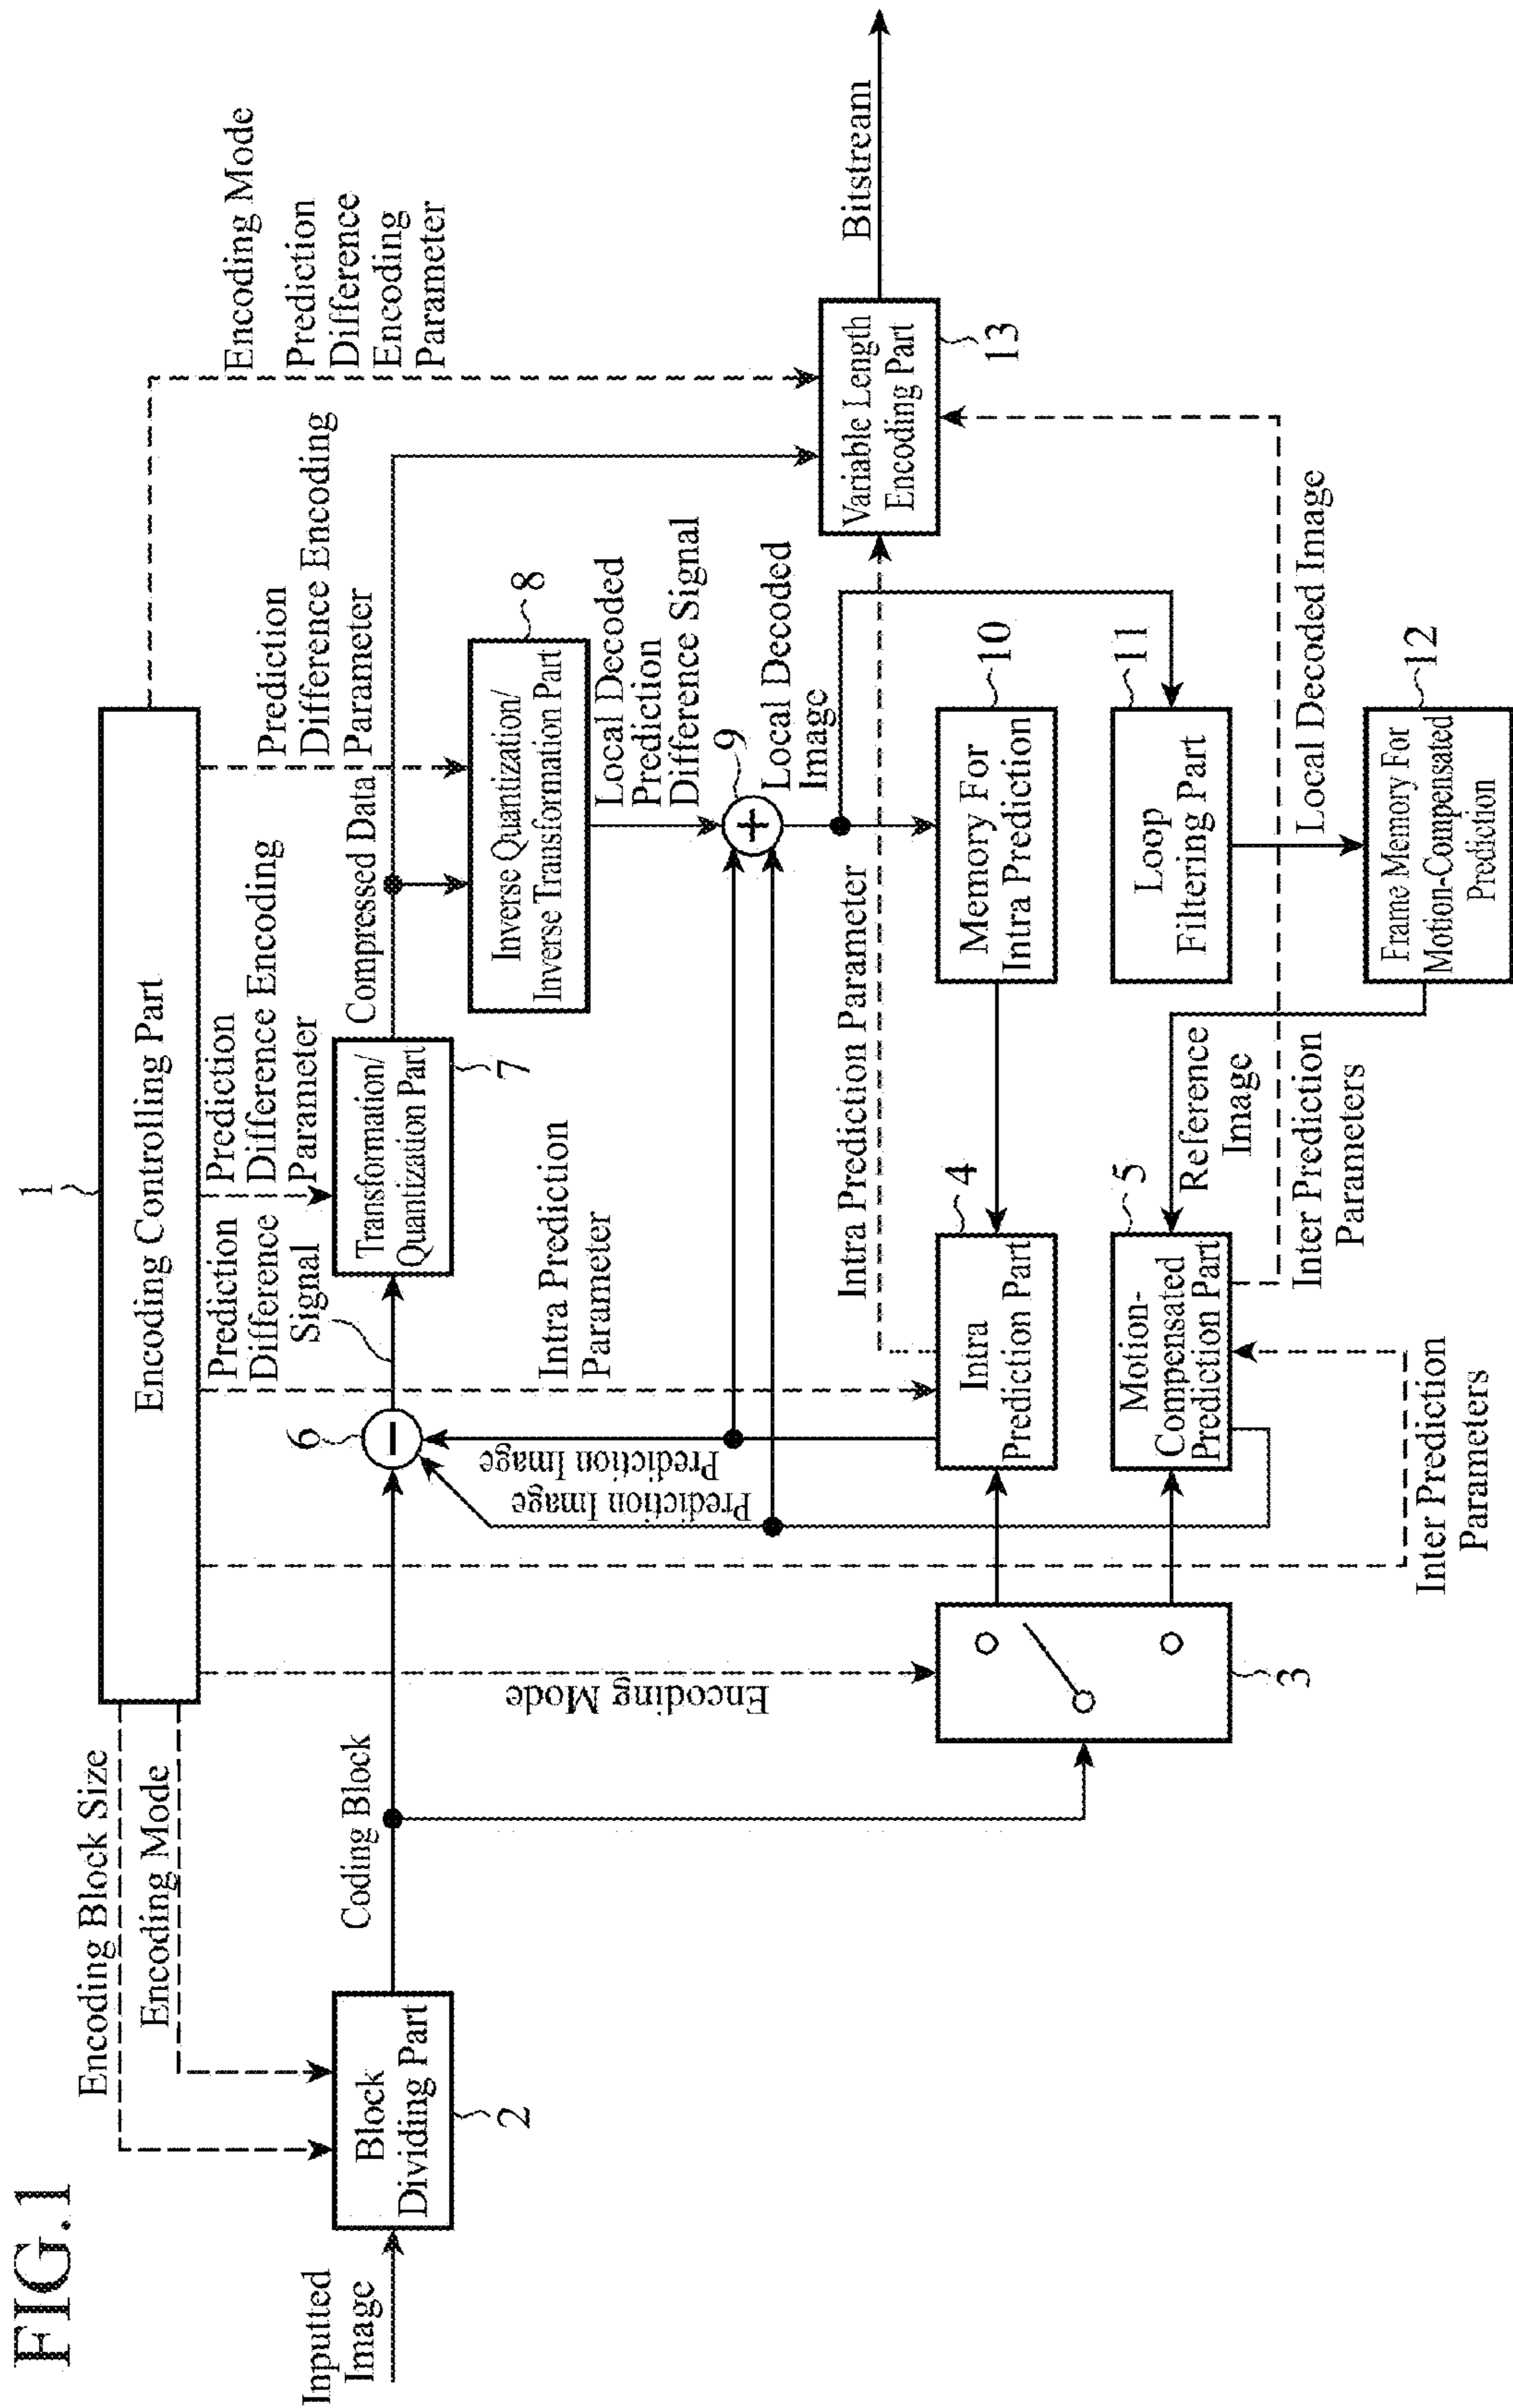 FIG.1
1
Encoding Controlling Part
Encoding Block Size
Encoding Mode
Inputted
Image
Block
Dividing Part
2
Coding Block
Encoding Mode
3
6
Prediction
Difference
Signal
Prediction
Difference Encoding
Parameter
Transformation/
Quantization Part
7
Compressed Data
Prediction
Difference Encoding
Parameter
Encoding Mode
Prediction
Difference
Encoding
Parameter
Inverse Quantization/
Inverse Transformation Part
8
Local Decoded
Prediction
Difference Signal
9
Local Decoded
Image
Prediction Image
Prediction Image
Intra Prediction
Parameter
Intra Prediction Parameter
Variable Length
Encoding Part
13
Bitstream
Intra
Prediction Part
4
Memory For
Intra Prediction
10
Motion-
Compensated
Prediction Part
5
Reference
Image
Loop
Filtering Part
11
Local Decoded Image
Inter Prediction
Parameters
Inter Prediction
Parameters
Frame Memory For
Motion-Compensated
Prediction
12